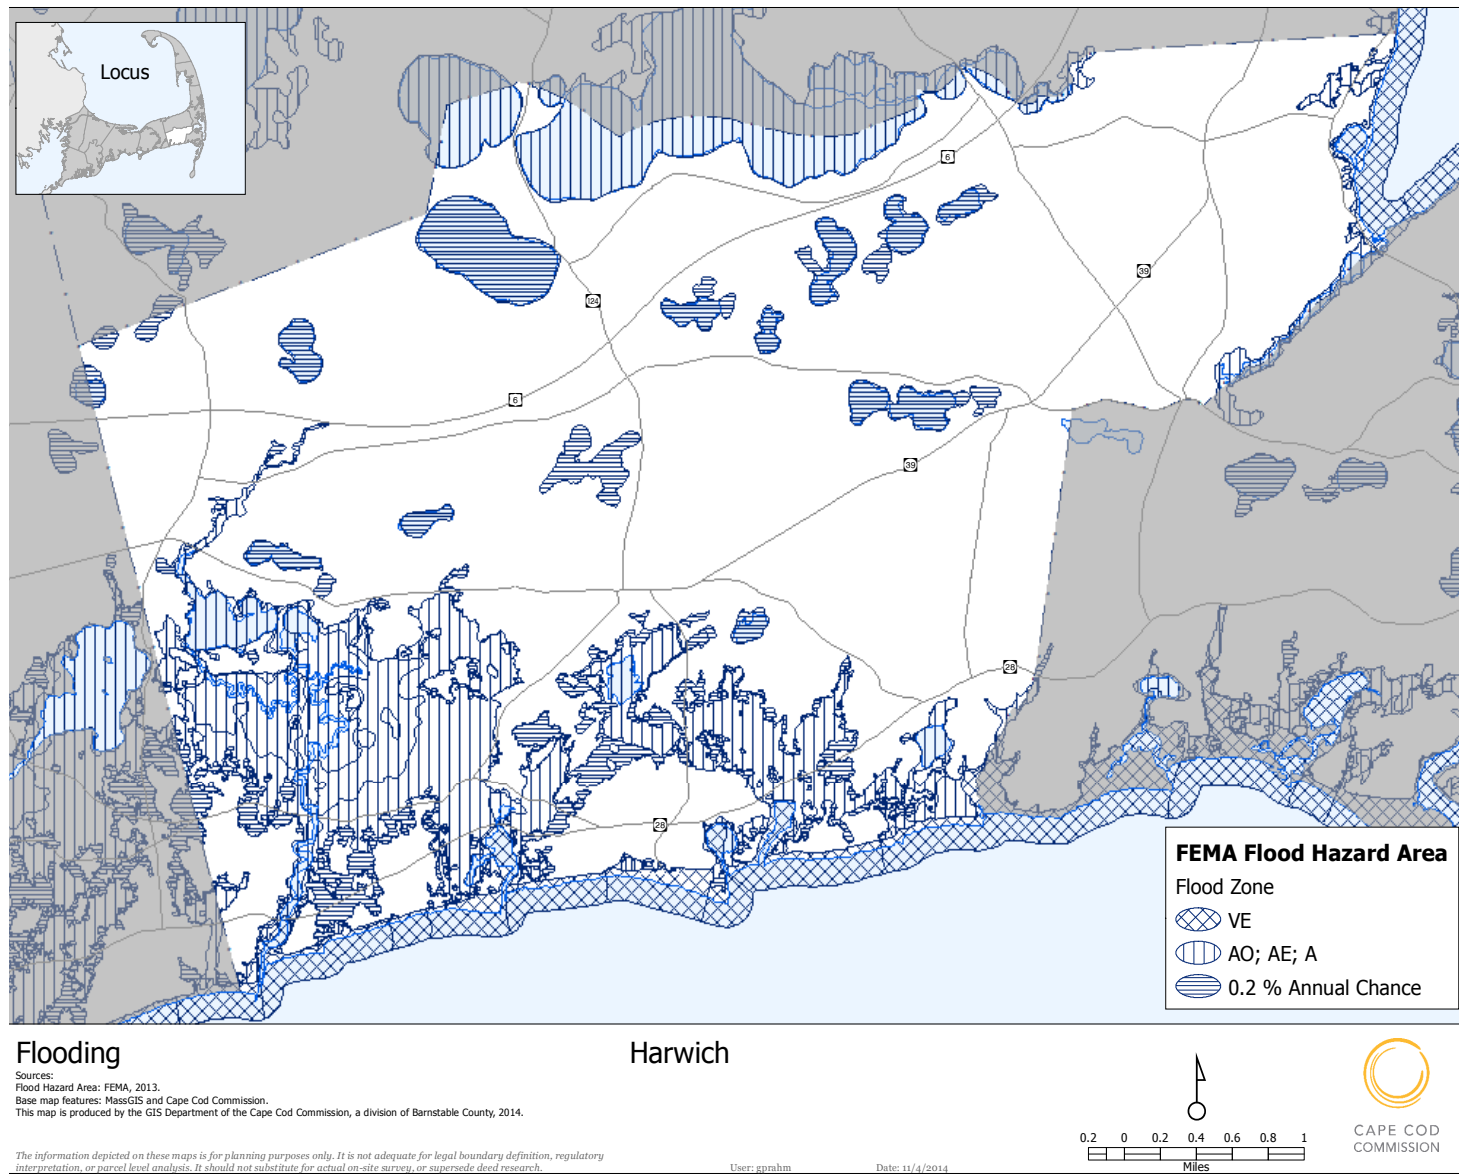 Locus
6
124
39
6
39
28
28
FEMA Flood Hazard Area
Flood Zone
VE
AO; AE; A
0.2 % Annual Chance
Flooding
Harwich
Sources:
Flood Hazard Area: FEMA, 2013.
Base map features: MassGIS and Cape Cod Commission.
This map is produced by the GIS Department of the Cape Cod Commission, a division of Barnstable County, 2014.
The information depicted on these maps is for planning purposes only. It is not adequate for legal boundary definition, regulatory
interpretation, or parcel level analysis. It should not substitute for actual on-site survey, or supersede deed research.
User: gprahm
Date: 11/4/2014
0.2 0 0.2 0.4 0.6 0.8 1
Miles
CAPE COD
COMMISSION